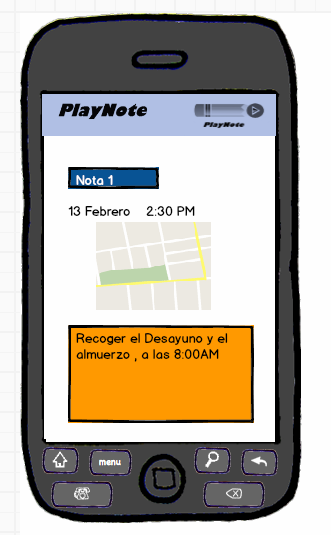 PlayNote
PlayNote
Nota 1
13 Febrero 2:30 PM
Recoger el Desayuno y el
almuerzo , a las 8:00AM
menu